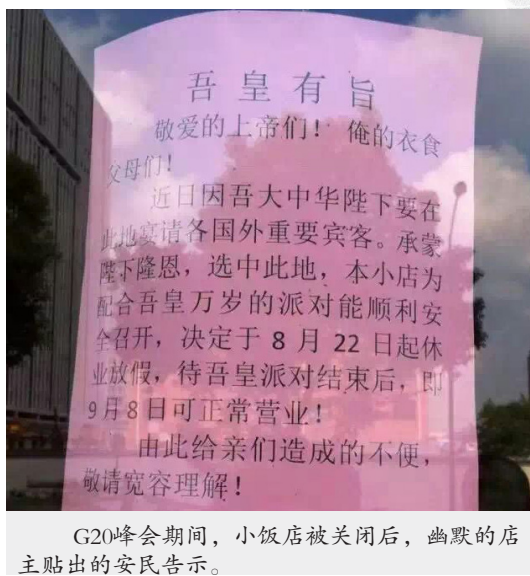 吾皇有旨
敬爱的上帝们！俺的衣食
父母们！
近日因吾大中华陛下要在
此地宴请各国外重要宾客。承蒙
陛下隆恩，选中此地，本小店为
配合吾皇万岁的派对能顺利安
全召开，决定于 8 月 22 日起休
业放假，待吾皇派对结束后，即
9 月 8 日可正常营业！
由此给亲们造成的不便，
敬请宽容理解！
G20峰会期间，小饭店被关闭后，幽默的店
主贴出的安民告示。